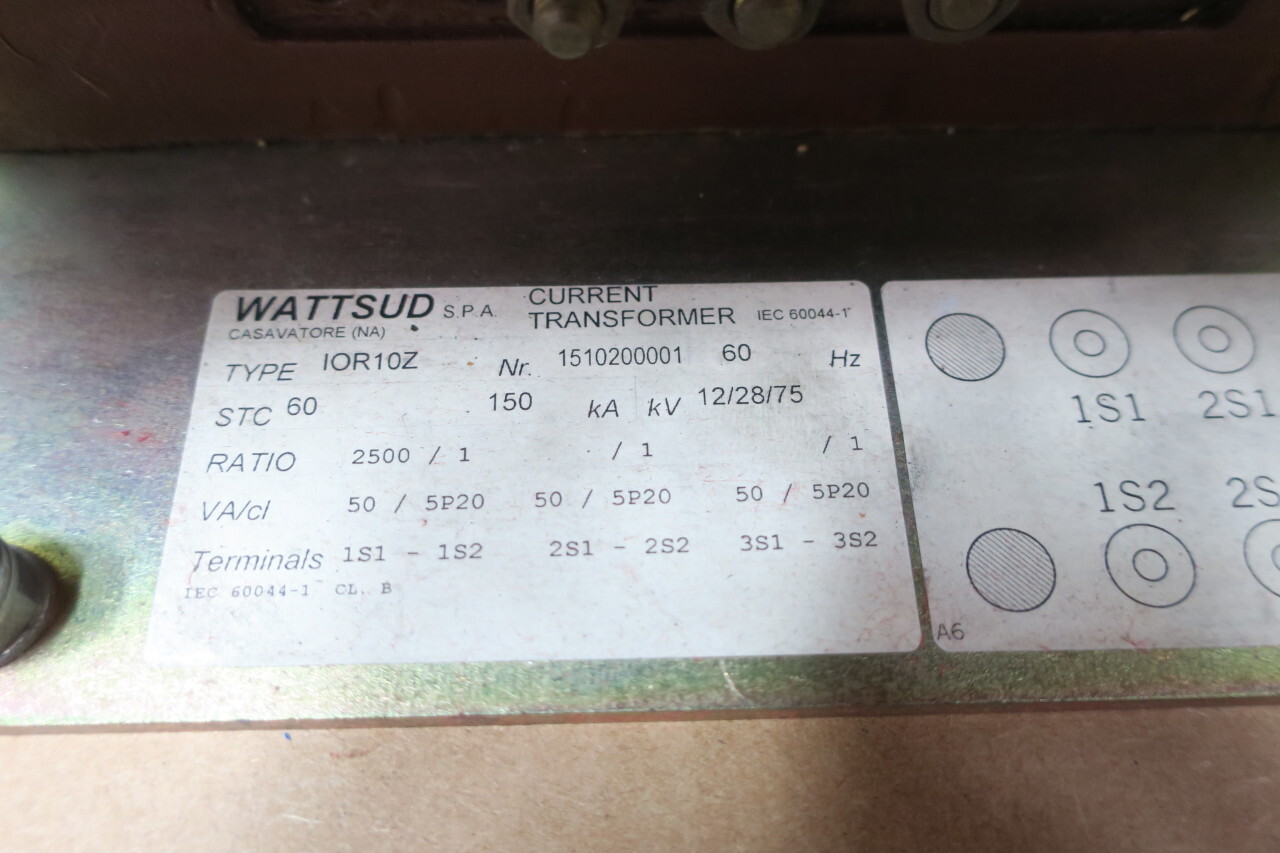 WATTSUD S.P.A. CURRENT TRANSFORMER IEC 60044-1
CASAVATORE (NA)
TYPE IOR10Z Nr. 1510200001 60 Hz
STC 60 150 kA kV 12/28/75
RATIO 2500 / 1 / 1 / 1
VA/cl 50 / 5P20 50 / 5P20 50 / 5P20
Terminals 1S1 - 1S2 2S1 - 2S2 3S1 - 3S2
IEC 60044-1 CL. B
1S1 2S1
1S2 2S
A6